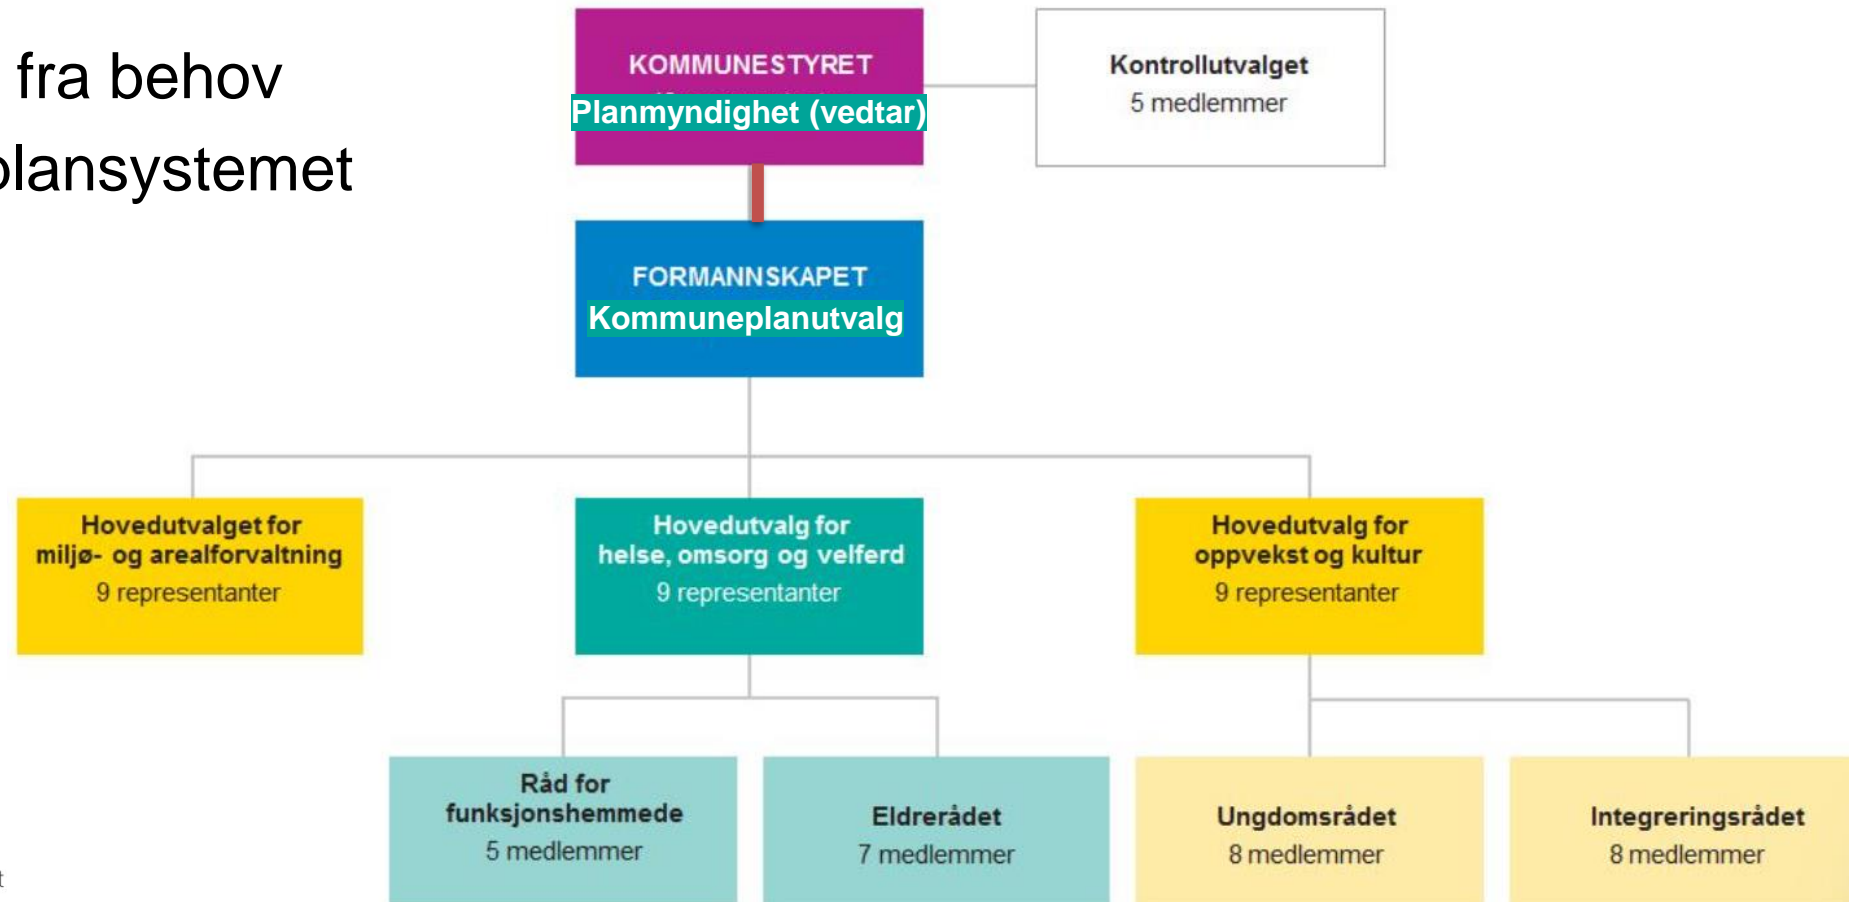 fra behov
plansystemet
KOMMUNESTYRET
Planmyndighet (vedtar)
Kontrollutvalget
5 medlemmer
FORMANNSKAPET
Kommuneplanutvalg
Hovedutvalget for
miljø- og arealforvaltning
9 representanter
Hovedutvalg for
helse, omsorg og velferd
9 representanter
Hovedutvalg for
oppvekst og kultur
9 representanter
Råd for
funksjonshemmede
5 medlemmer
Eldrerådet
7 medlemmer
Ungdomsrådet
8 medlemmer
Integreringsrådet
8 medlemmer
t